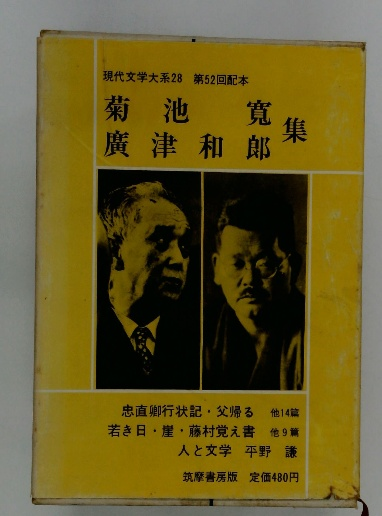 現代文学大系28 第52回配本
菊池 寛
廣津和郎 集
忠直卿行状記・父帰る 他14篇
若き日・崖・藤村覚え書 他9篇
人と文学 平野 謙
筑摩書房版 定価480円